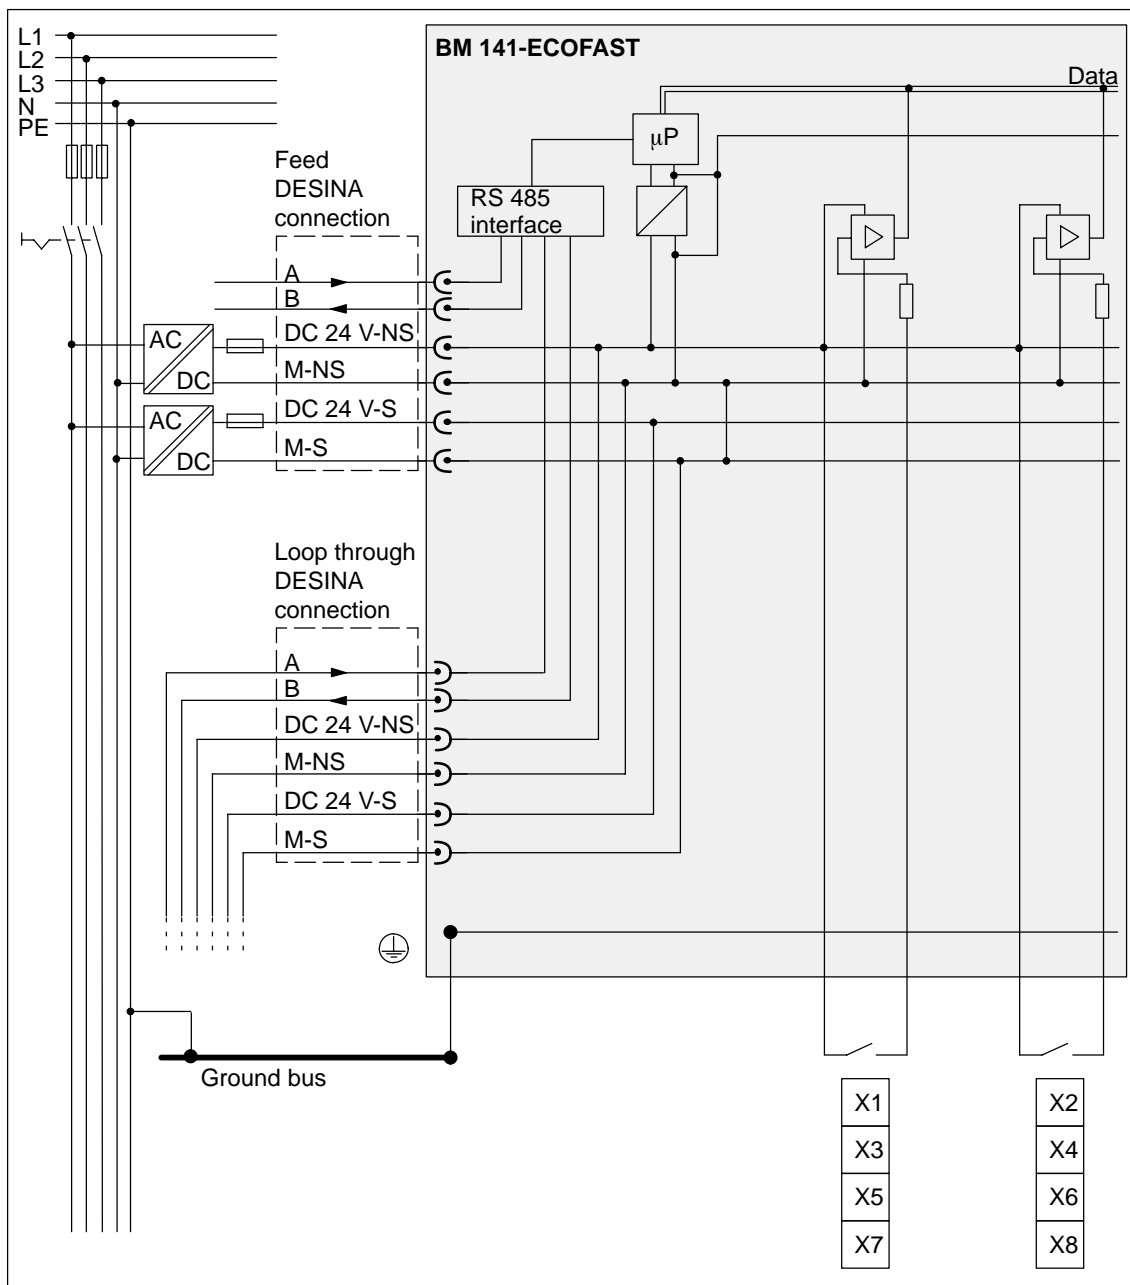 L1
L2
L3
N
PE
BM 141-ECOFAST
Data
µP
Feed
DESINA
connection
RS 485
interface
A
B
DC 24 V-NS
M-NS
DC 24 V-S
M-S
AC
DC
AC
DC
Loop through
DESINA
connection
A
B
DC 24 V-NS
M-NS
DC 24 V-S
M-S
Ground bus
X1
X3
X5
X7
X2
X4
X6
X8